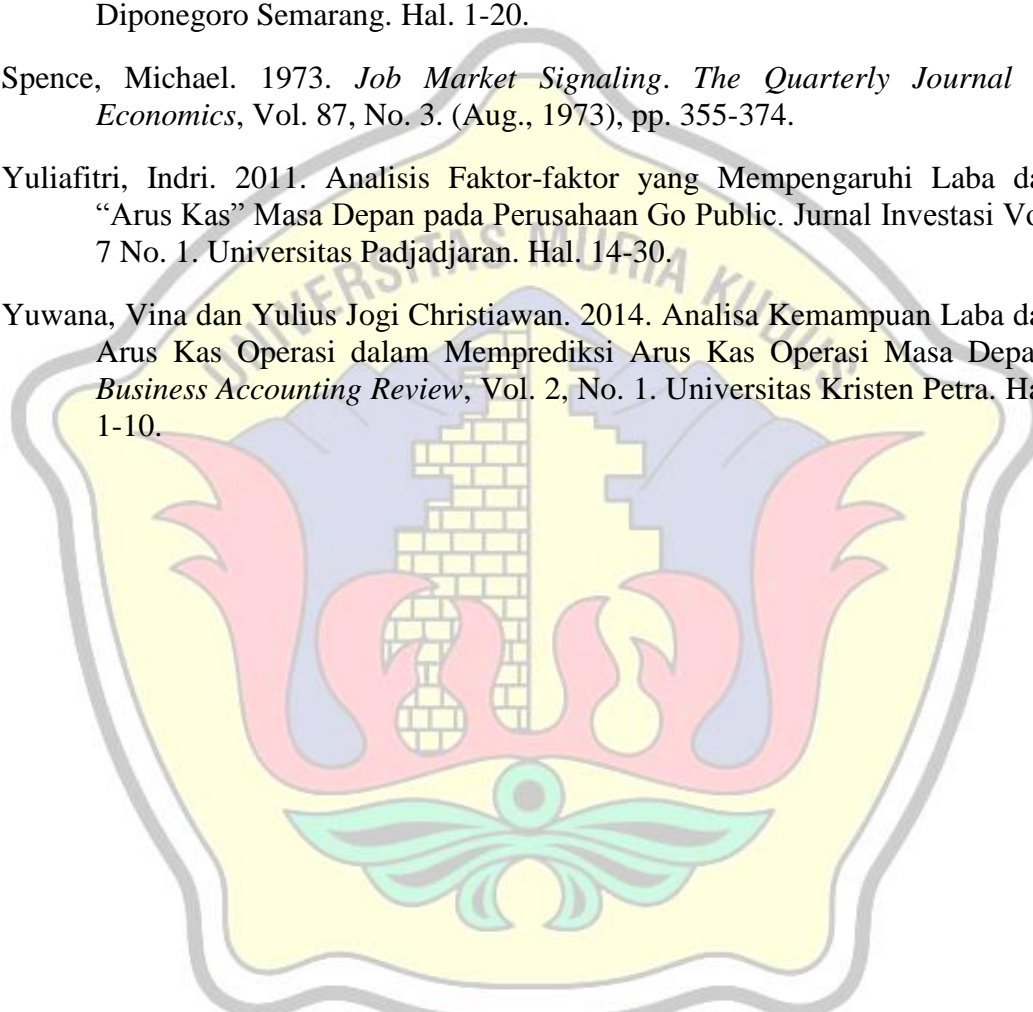 Diponegoro Semarang. Hal. 1-20.
Spence, Michael. 1973. Job Market Signaling. The Quarterly Journal
Economics, Vol. 87, No. 3. (Aug., 1973), pp. 355-374.
Yuliafitri, Indri. 2011. Analisis Faktor-faktor yang Mempengaruhi Laba da
“Arus Kas” Masa Depan pada Perusahaan Go Public. Jurnal Investasi Vo
7 No. 1. Universitas Padjadjaran. Hal. 14-30.
Yuwana, Vina dan Yulius Jogi Christiawan. 2014. Analisa Kemampuan Laba da
Arus Kas Operasi dalam Memprediksi Arus Kas Operasi Masa Depa
Business Accounting Review, Vol. 2, No. 1. Universitas Kristen Petra. Ha
1-10.
UNIVERSITAS MURIA KUDUS